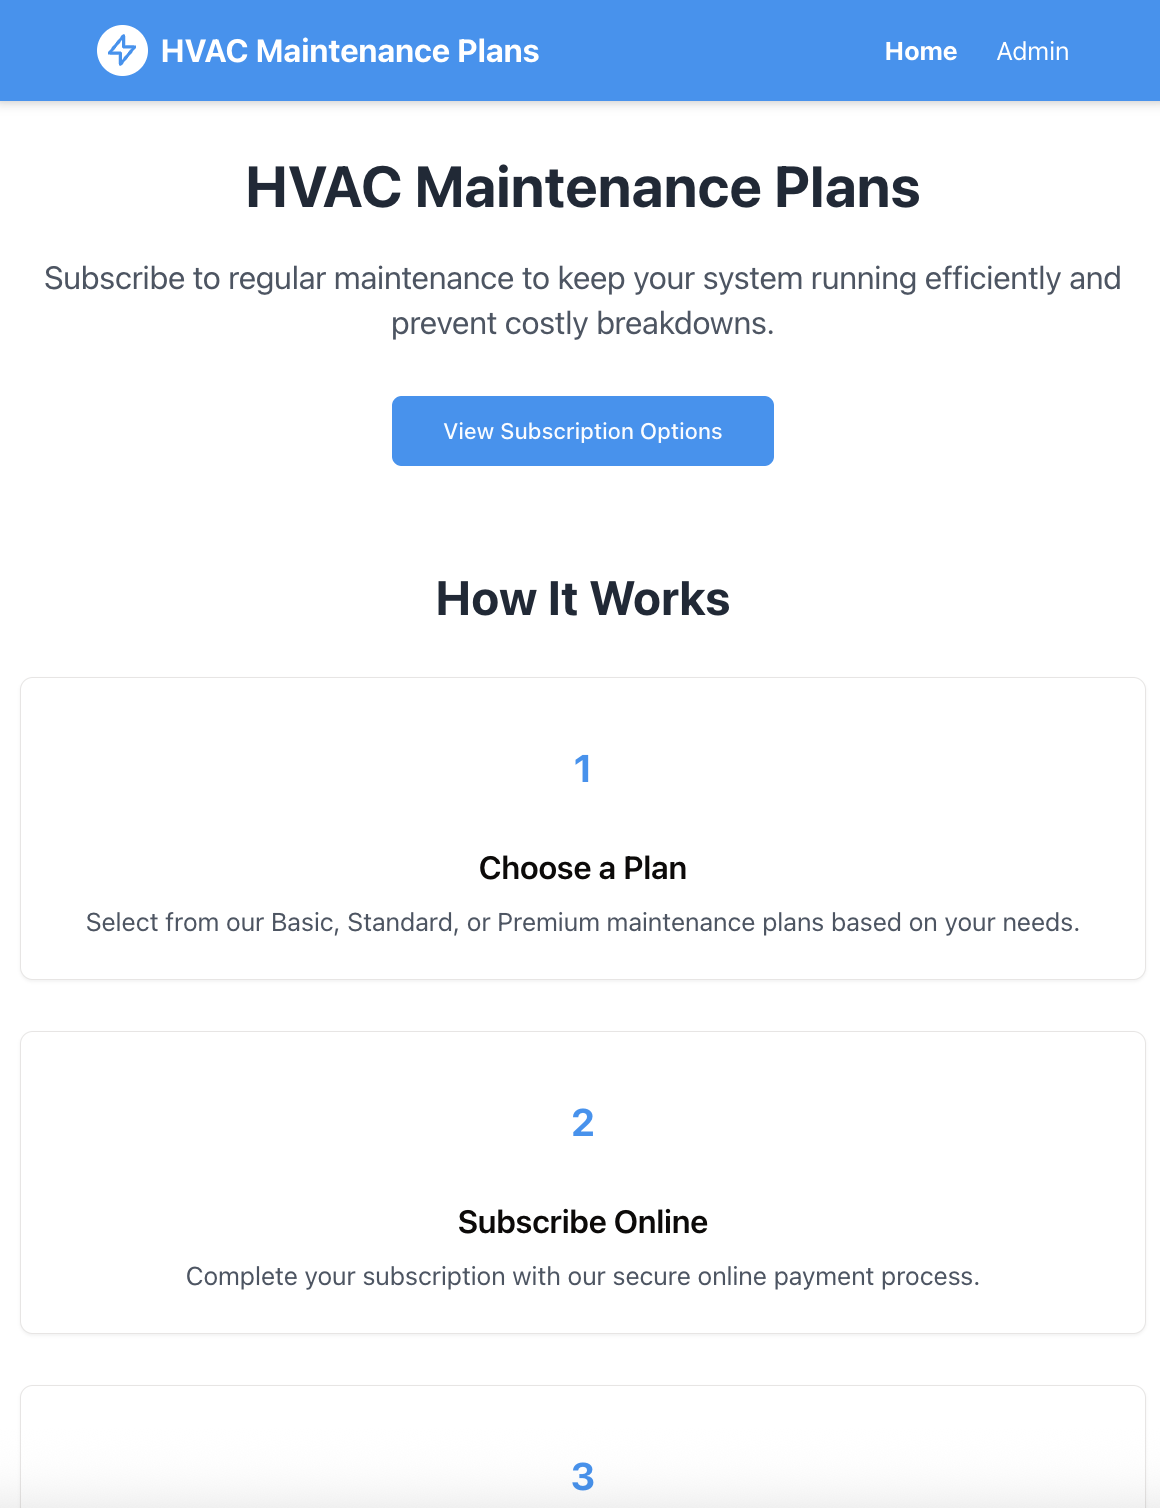 HVAC Maintenance Plans
Home
Admin
HVAC Maintenance Plans
Subscribe to regular maintenance to keep your system running efficiently and
prevent costly breakdowns.
View Subscription Options
How It Works
1
Choose a Plan
Select from our Basic, Standard, or Premium maintenance plans based on your needs.
2
Subscribe Online
Complete your subscription with our secure online payment process.
3